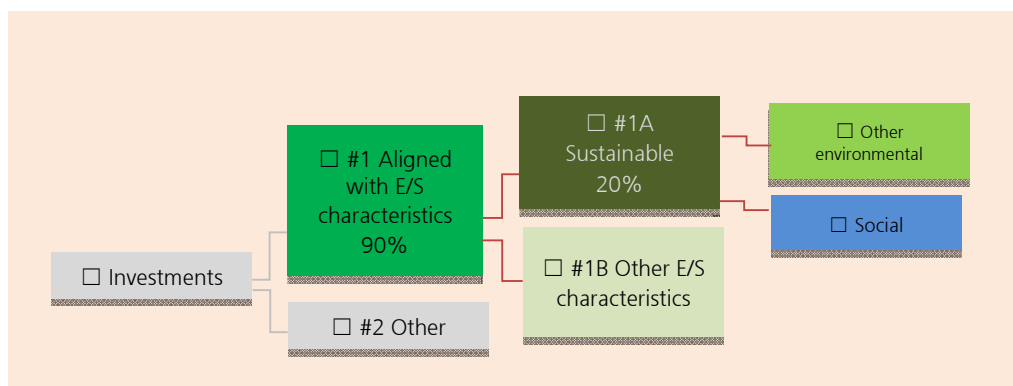 ☐ Investments
☐ #1 Aligned
with E/S
characteristics
90%
☐ #2 Other
☐ #1A
Sustainable
20%
☐ #1B Other E/S
characteristics
☐ Other
environmental
☐ Social